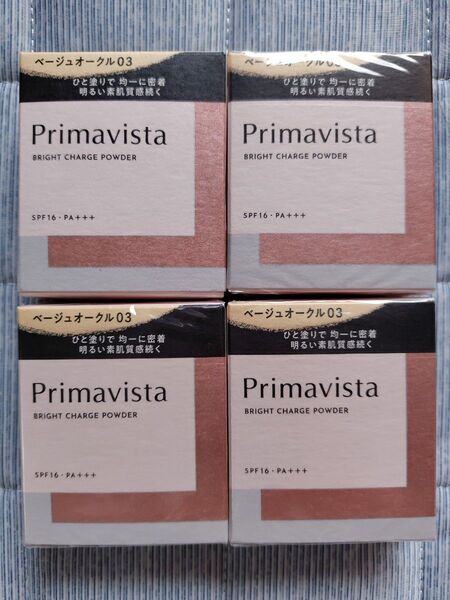 ベージュオークル03
ひと塗りで 均一に密着
明るい素肌質感続く
Primavista
BRIGHT CHARGE POWDER
SPF16・PA+++
ベージュオークル03
ひと塗りで 均一に密着
明るい素肌質感続く
Primavista
BRIGHT CHARGE POWDER
SPF16・PA+++
ベージュオークル03
ひと塗りで 均一に密着
明るい素肌質感続く
Primavista
BRIGHT CHARGE POWDER
SPF16・PA+++
ベージュオークル03
ひと塗りで 均一に密着
明るい素肌質感続く
Primavista
BRIGHT CHARGE POWDER
SPF16・PA+++